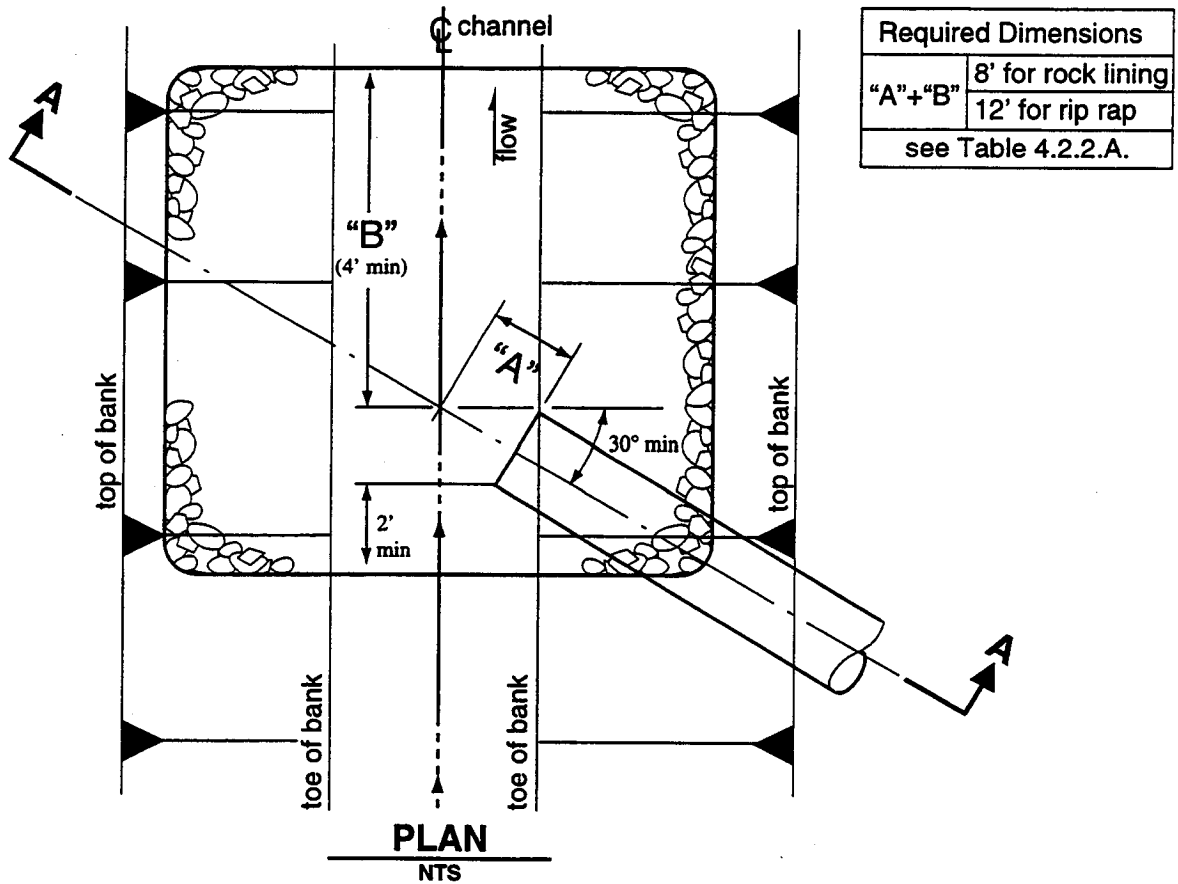 ℄ channel
Required Dimensions
"A"+"B"
8' for rock lining
12' for rip rap
see Table 4.2.2.A.
A
flow
"B"
(4' min)
"A"
30° min
top of bank
top of bank
2'
min
A
toe of bank
toe of bank
PLAN
NTS